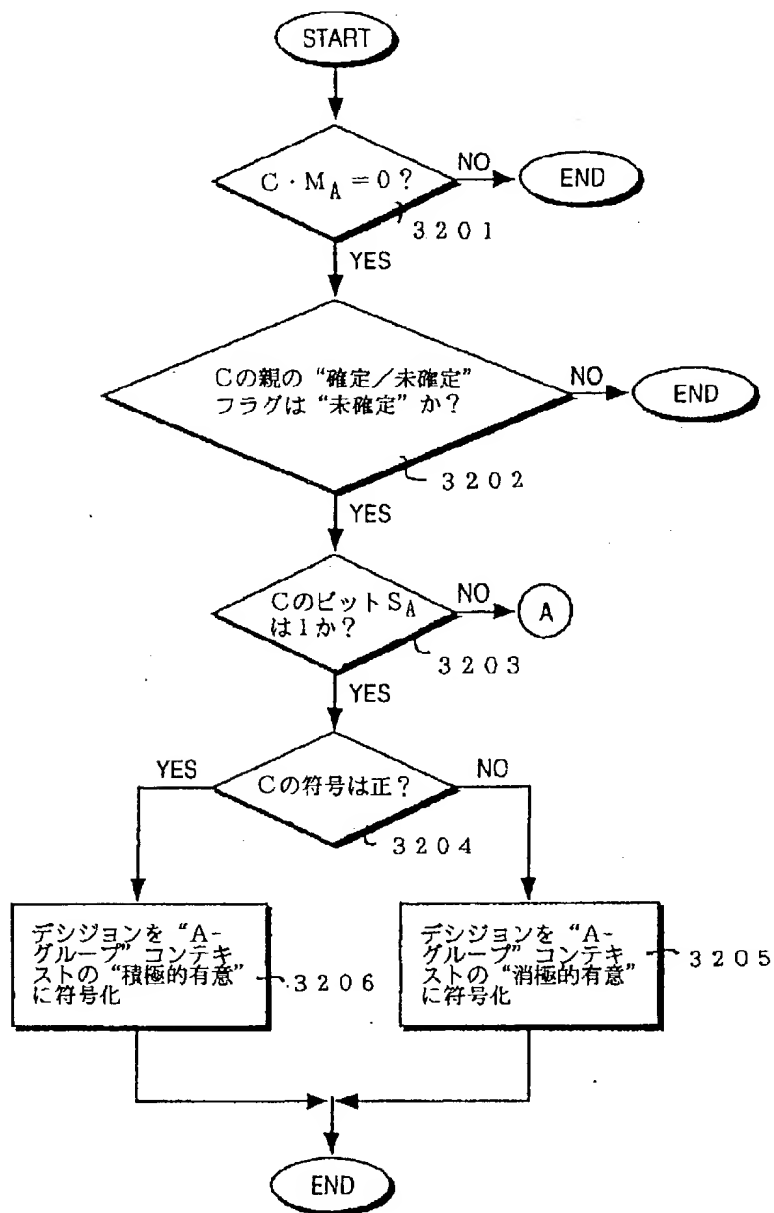 START
C・M_A=0?
NO
END
3201
YES
Cの親の“確定/未確定”
フラグは“未確定”か?
NO
END
3202
YES
CのビットS_A
は1か?
NO
A
3203
YES
Cの符号は正?
YES
NO
3204
デシジョンを“A-
グループ”コンテキ
ストの“積極的有意”
に符号化
3206
デシジョンを“A-
グループ”コンテキ
ストの“消極的有意”
に符号化
3205
END